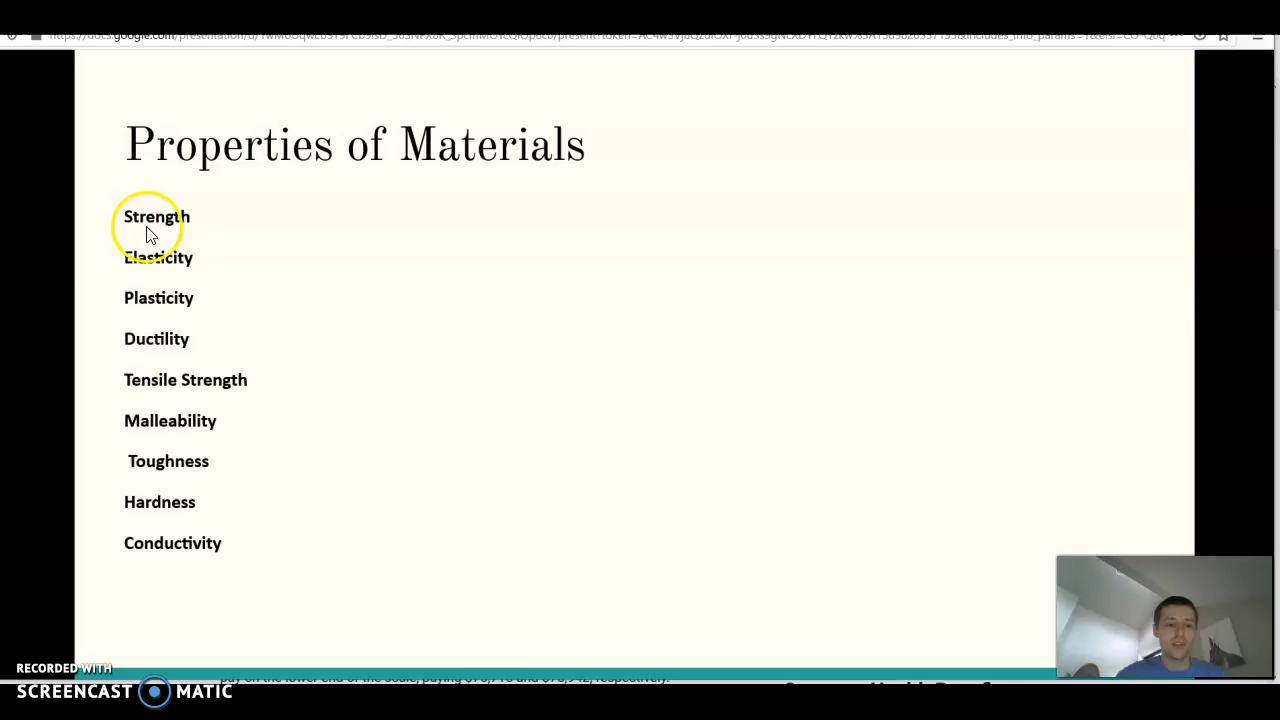 Properties of Materials
Strength
Elasticity
Plasticity
Ductility
Tensile Strength
Malleability
Toughness
Hardness
Conductivity
RECORDED WITH
SCREENCAST MATIC